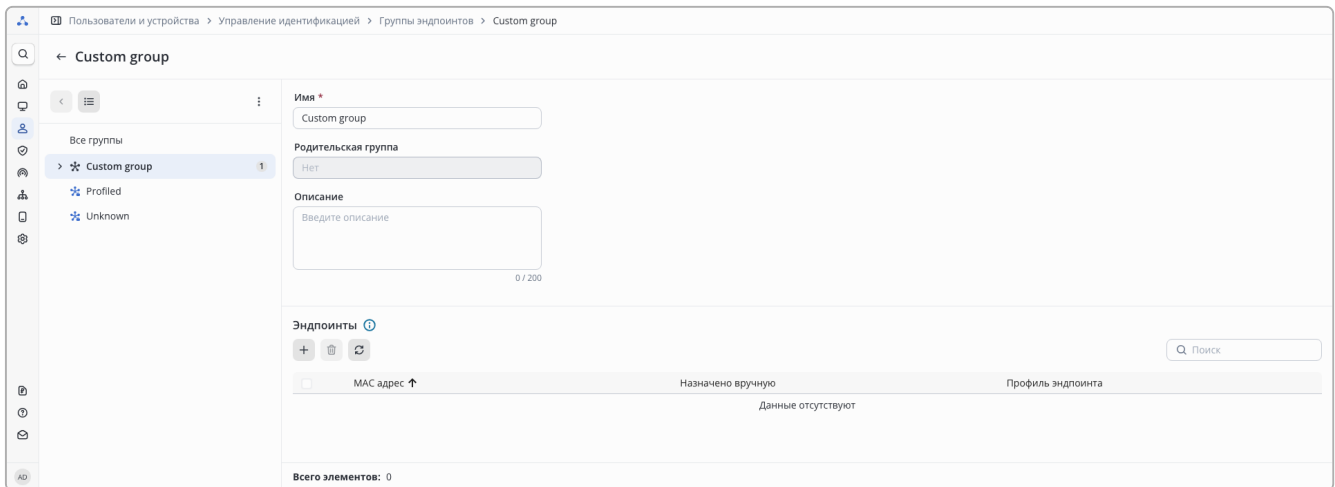 Пользователи и устройства > Управление идентификацией > Группы эндпоинтов > Custom group
← Custom group
Все группы
Custom group 1
Profiled
Unknown
Имя *
Custom group
Родительская группа
Нет
Описание
Введите описание
0 / 200
Эндпоинты
Поиск
MAC адрес ↑ Назначено вручную Профиль эндпоинта
Данные отсутствуют
Всего элементов: 0
AD